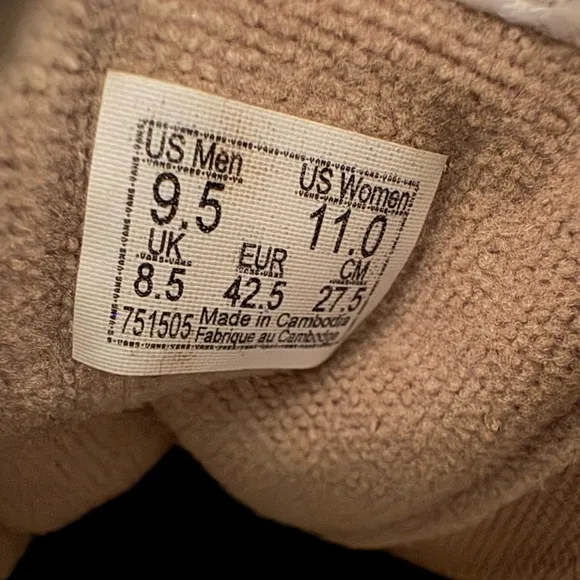 US Men US Women
9.5 11.0
UK EUR CM
8.5 42.5 27.5
751505 Made in Cambodia
Fabrique au Cambodge